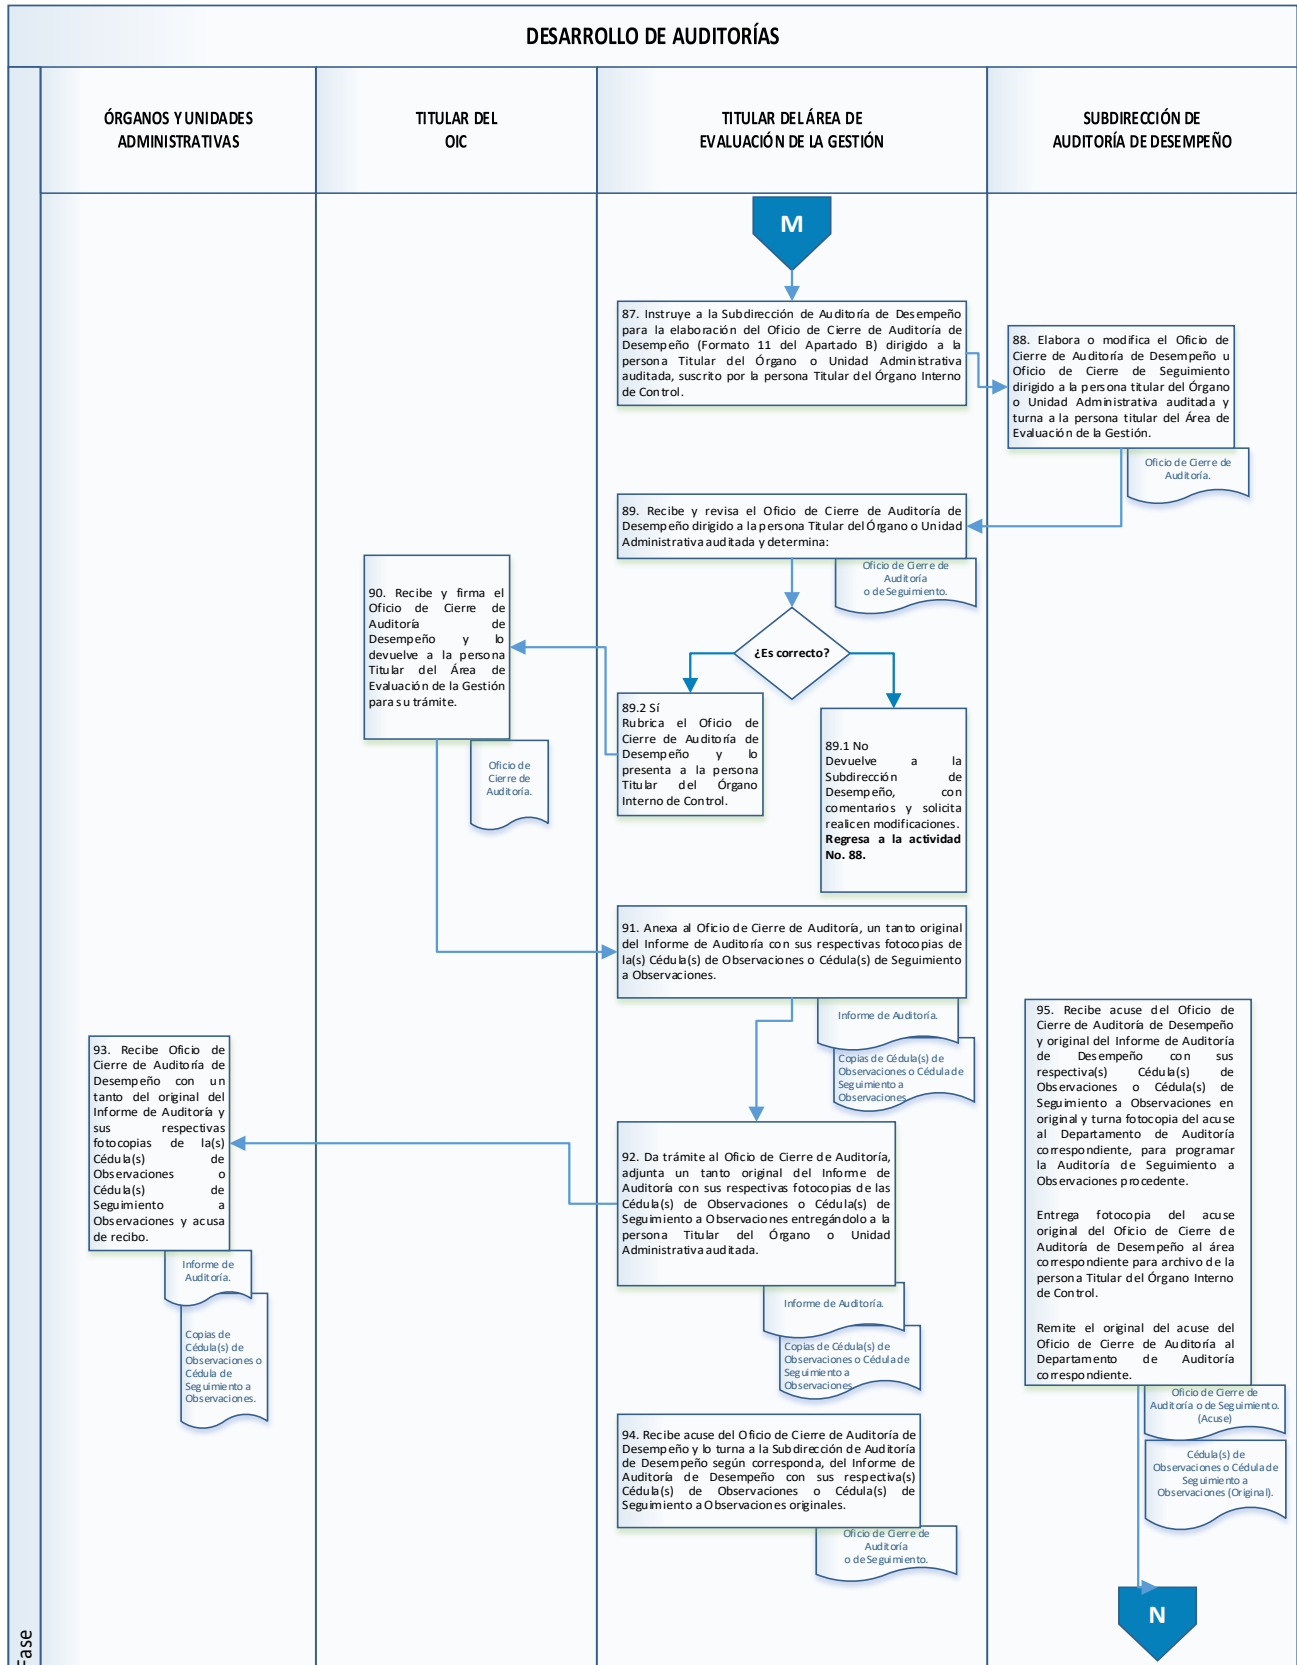 DESARROLLO DE AUDITORÍAS
ÓRGANOS Y UNIDADES
ADMINISTRATIVAS
TITULAR DEL
OIC
TITULAR DEL ÁREA DE
EVALUACIÓN DE LA GESTIÓN
SUBDIRECCIÓN DE
AUDITORÍA DE DESEMPEÑO
M
87. Instruye a la Subdirección de Auditoría de Desempeño
para la elaboración del Oficio de Cierre de Auditoría de
Desempeño (Formato 11 del Apartado B) dirigido a la
persona Titular del Órgano o Unidad Administrativa
auditada, suscrito por la persona Titular del Órgano Interno
de Control.
88. Elabora o modifica el Oficio de
Cierre de Auditoría de Desempeño u
Oficio de Cierre de Seguimiento
dirigido a la persona titular del Órgano
o Unidad Administrativa auditada y
turna a la persona titular del Área de
Evaluación de la Gestión.
Oficio de Cierre de
Auditoría.
89. Recibe y revisa el Oficio de Cierre de Auditoría de
Desempeño dirigido a la persona Titular del Órgano o Unidad
Administrativa auditada y determina:
Oficio de Cierre de
Auditoría
o de Seguimiento.
¿Es correcto?
90. Recibe y firma el
Oficio de Cierre de
Auditoría de
Desempeño y lo
devuelve a la persona
Titular del Área de
Evaluación de la Gestión
para su trámite.
Oficio de
Cierre de
Auditoría.
89.2 Sí
Rubrica el Oficio de
Cierre de Auditoría de
Desempeño y lo
presenta a la persona
Titular del Órgano
Interno de Control.
89.1 No
Devuelve a la
Subdirección de
Desempeño, con
comentarios y solicita
realicen modificaciones.
Regresa a la actividad
No. 88.
91. Anexa al Oficio de Cierre de Auditoría, un tanto original
del Informe de Auditoría con sus respectivas fotocopias de
la(s) Cédula(s) de Observaciones o Cédula(s) de Seguimiento
a Observaciones.
Informe de Auditoría.
Copias de Cédula(s) de
Observaciones o Cédula de
Seguimiento a
Observaciones
92. Da trámite al Oficio de Cierre de Auditoría,
adjunta un tanto original del Informe de
Auditoría con sus respectivas fotocopias de las
Cédula(s) de Observaciones o Cédula(s) de
Seguimiento a Observaciones entregándolo a la
persona Titular del Órgano o Unidad
Administrativa auditada.
Informe de Auditoría.
Copias de Cédula(s) de
Observaciones o Cédula de
Seguimiento a
Observaciones
93. Recibe Oficio de
Cierre de Auditoría de
Desempeño con un
tanto del original del
Informe de Auditoría y
sus respectivas
fotocopias de la(s)
Cédula(s) de
Observaciones o
Cédula(s) de
Seguimiento a
Observaciones y acusa
de recibo.
Informe de
Auditoría.
Copias de
Cédula(s) de
Observaciones o
Cédula de
Seguimiento a
Observaciones.
94. Recibe acuse del Oficio de Cierre de Auditoría de
Desempeño y lo turna a la Subdirección de Auditoría
de Desempeño según corresponda, del Informe de
Auditoría de Desempeño con sus respectiva(s)
Cédula(s) de Observaciones o Cédula(s) de
Seguimiento a Observaciones originales.
Oficio de Cierre de
Auditoría
o de Seguimiento.
95. Recibe acuse del Oficio de
Cierre de Auditoría de Desempeño
y original del Informe de Auditoría
de Desempeño con sus
respectiva(s) Cédula(s) de
Observaciones o Cédula(s) de
Seguimiento a Observaciones en
original y turna fotocopia del acuse
al Departamento de Auditoría
correspondiente, para programar
la Auditoría de Seguimiento a
Observaciones procedente.
Entrega fotocopia del acuse
original del Oficio de Cierre de
Auditoría de Desempeño al área
correspondiente para archivo de la
persona Titular del Órgano Interno
de Control.
Remite el original del acuse del
Oficio de Cierre de Auditoría al
Departamento de Auditoría
correspondiente.
Oficio de Cierre de
Auditoría o de Seguimiento.
(Acuse)
Cédula(s) de
Observaciones o Cédula de
Seguimiento a
Observaciones (Original).
N
Fase